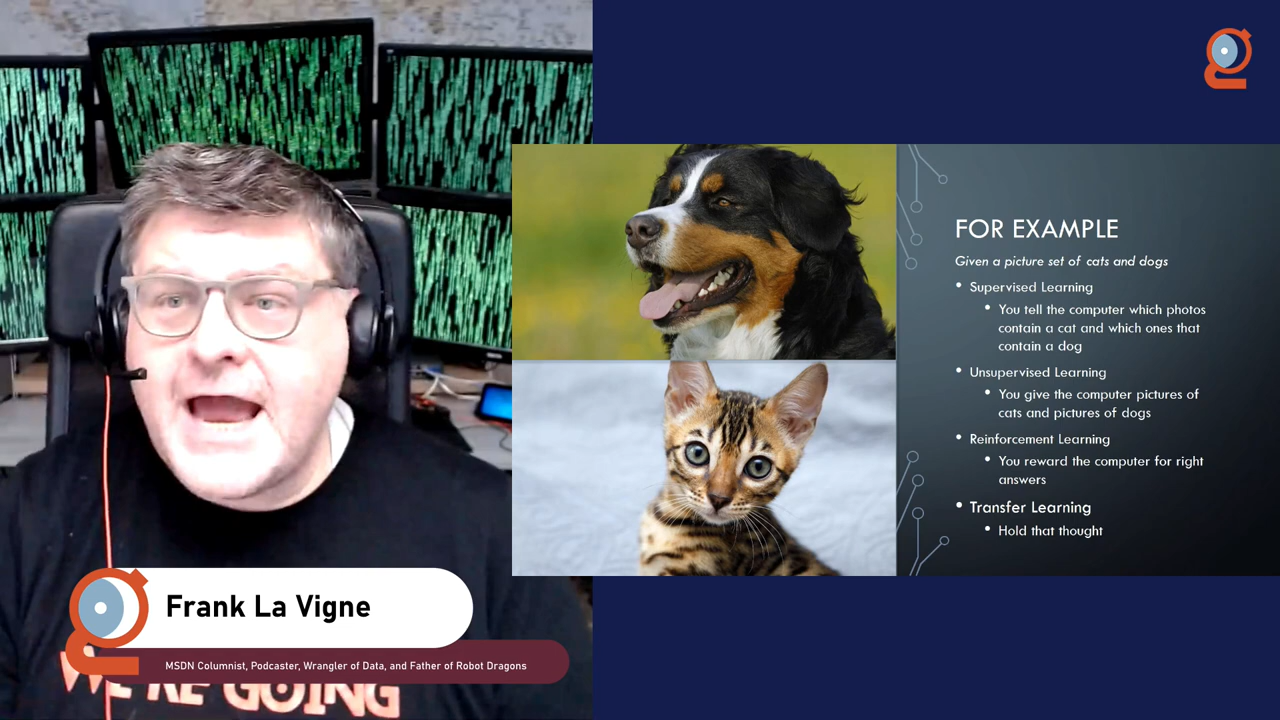 FOR EXAMPLE
Given a picture set of cats and dogs
• Supervised Learning
• You tell the computer which photos
contain a cat and which ones that
contain a dog
• Unsupervised Learning
• You give the computer pictures of
cats and pictures of dogs
• Reinforcement Learning
• You reward the computer for right
answers
• Transfer Learning
• Hold that thought
Frank La Vigne
MSDN Columnist, Podcaster, Wrangler of Data, and Father of Robot Dragons
WE'RE GOING